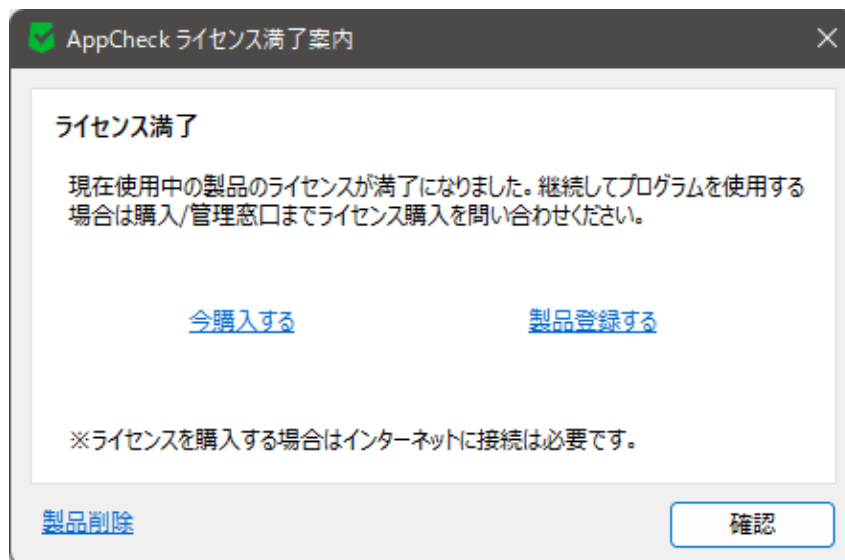 AppCheck ライセンス満了案内
ライセンス満了
現在使用中の製品のライセンスが満了になりました。継続してプログラムを使用する
場合は購入/管理窓口までライセンス購入を問い合わせください。
今購入する 製品登録する
※ライセンスを購入する場合はインターネットに接続は必要です。
製品削除 確認